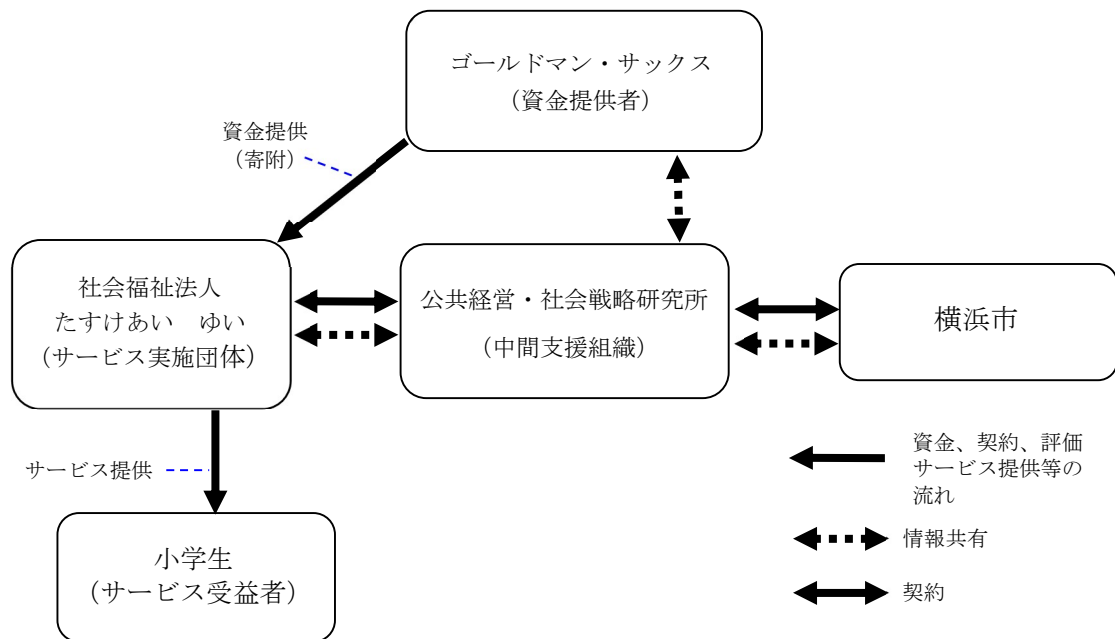 ゴールドマン・サックス
（資金提供者）
資金提供
（寄附）
社会福祉法人
たすけあい　ゆい
（サービス実施団体）
公共経営・社会戦略研究所
（中間支援組織）
横浜市
サービス提供
小学生
（サービス受益者）
資金、契約、評価
サービス提供等の
流れ
情報共有
契約